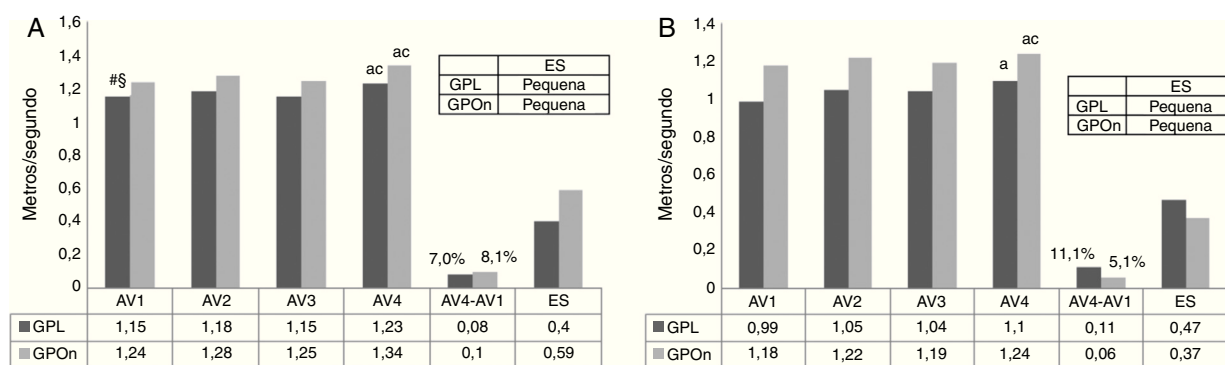 A
Metros/segundo
1,6
1,4
1,2
1
0,8
0,6
0,4
0,2
0
#§
ac
ac
7,0%
8,1%
ES
GPL Pequena
GPOn Pequena
AV1 AV2 AV3 AV4 AV4-AV1 ES
GPL 1,15 1,18 1,15 1,23 0,08 0,4
GPOn 1,24 1,28 1,25 1,34 0,1 0,59
B
Metros/segundo
1,4
1,2
1
0,8
0,6
0,4
0,2
0
a
ac
11,1%
5,1%
ES
GPL Pequena
GPOn Pequena
AV1 AV2 AV3 AV4 AV4-AV1 ES
GPL 0,99 1,05 1,04 1,1 0,11 0,47
GPOn 1,18 1,22 1,19 1,24 0,06 0,37